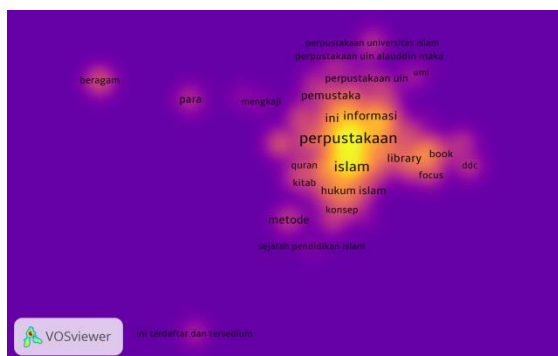 perpustakaan universitas islam
perpustakaan uin alauddin maka
umi
perpustakaan uin
beragam
para
mengkaji
pemustaka
ini
informasi
perpustakaan
library
book
quran
islam
ddc
focus
kitab
hukum islam
konsep
metode
sejalah pendidikan islam
ini terdaftar dan tersedium
VOSviewer